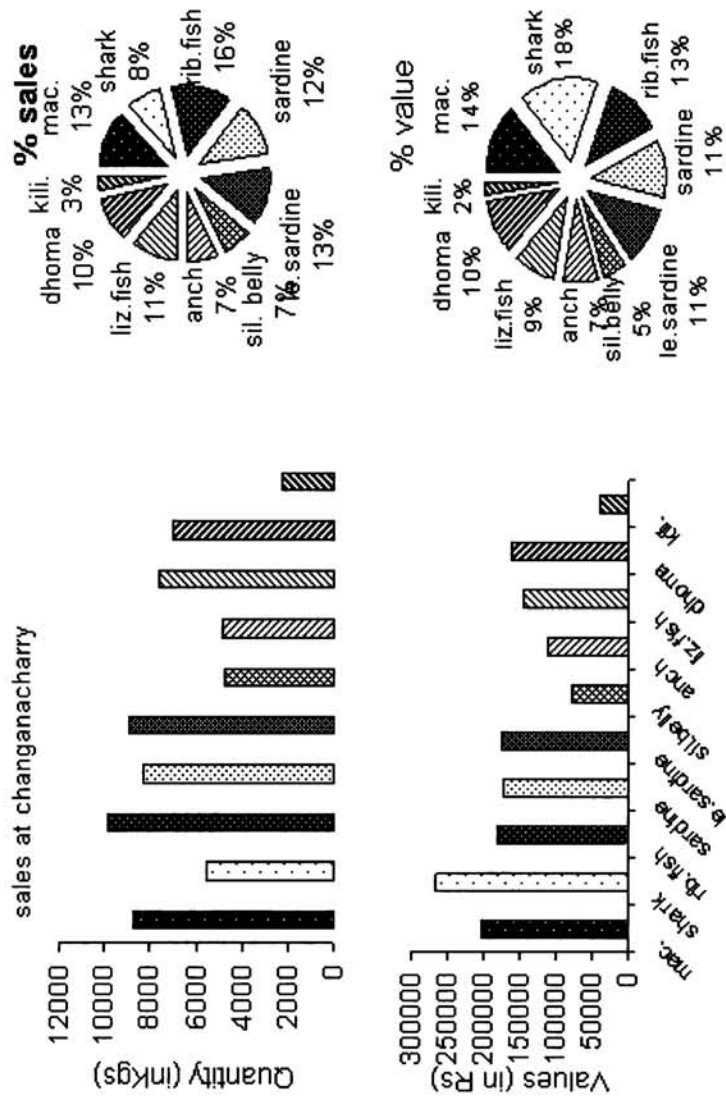 sales at changanacharry
Quantity (inKgs)
12000
10000
8000
6000
4000
2000
0
% sales
mac.
13%
shark
8%
rib.fish
16%
sardine
12%
le.sardine
13%
sil. belly
7%
anch
7%
liz.fish
11%
dhoma
10%
kili.
3%
Values (in Rs)
300000
250000
200000
150000
100000
50000
0
mac.
shark
rib.fish
sardine
le.sardine
sil.belly
anch
liz.fish
dhoma
kili.
% value
mac.
14%
shark
18%
rib.fish
13%
sardine
11%
le.sardine
11%
sil.belly
5%
anch
7%
liz.fish
9%
dhoma
10%
kili.
2%